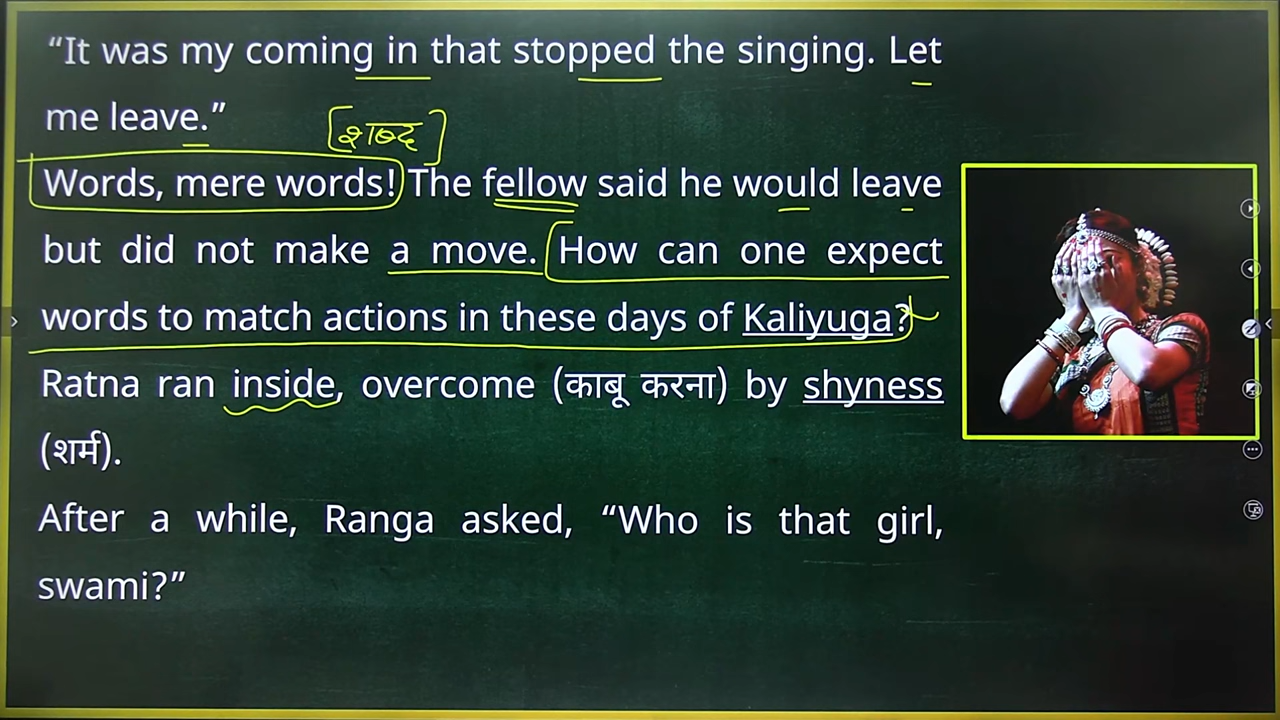 “It was my coming in that stopped the singing. Let
me leave.”
[शब्द]
Words, mere words! The fellow said he would leave
but did not make a move. How can one expect
words to match actions in these days of Kaliyuga?
Ratna ran inside, overcome (काबू करना) by shyness
(शर्म).
After a while, Ranga asked, “Who is that girl,
swami?”